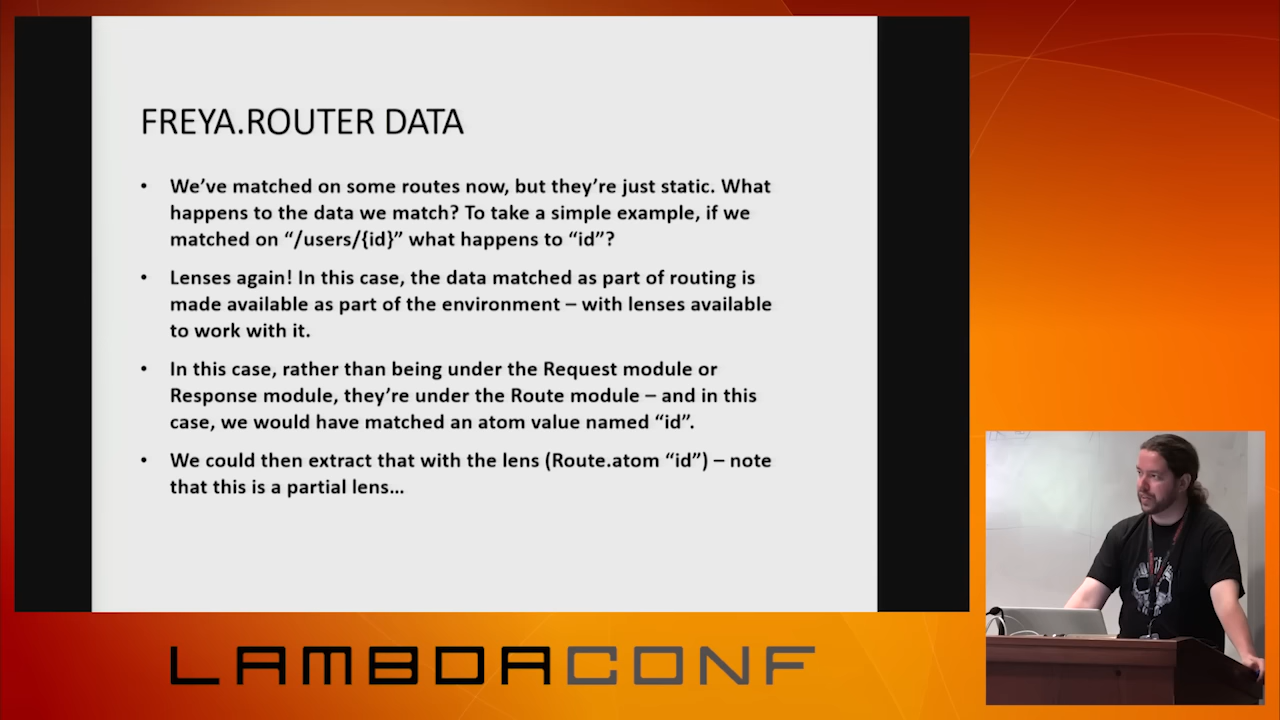 FREYA.ROUTER DATA
• We’ve matched on some routes now, but they’re just static. What
happens to the data we match? To take a simple example, if we
matched on “/users/{id}” what happens to “id”?
• Lenses again! In this case, the data matched as part of routing is
made available as part of the environment – with lenses available
to work with it.
• In this case, rather than being under the Request module or
Response module, they’re under the Route module – and in this
case, we would have matched an atom value named “id”.
• We could then extract that with the lens (Route.atom “id”) – note
that this is a partial lens…
LAMBDACONF